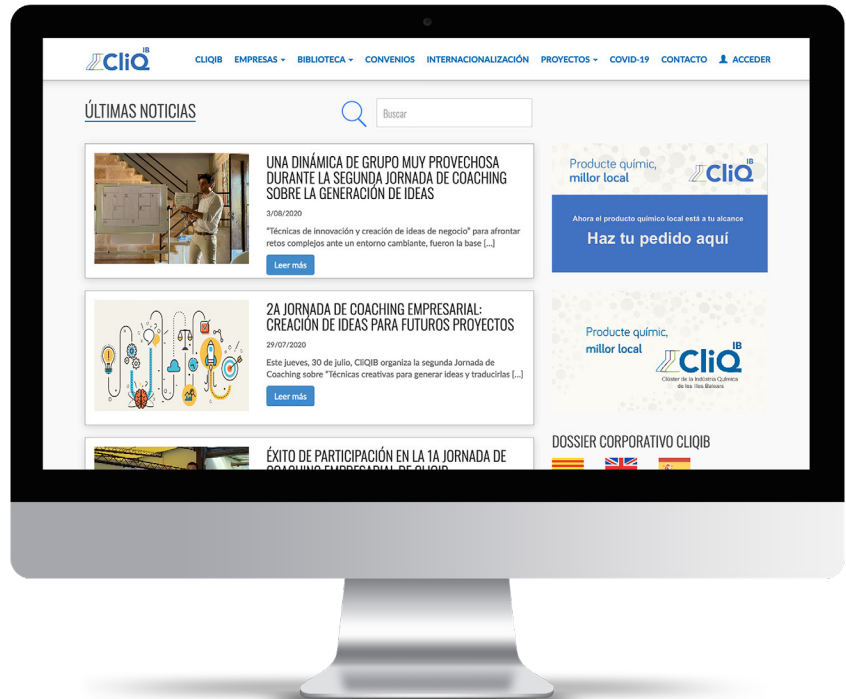 CliQ IB
CLIQIB EMPRESAS BIBLIOTECA CONVENIOS INTERNACIONALIZACIÓN PROYECTOS COVID-19 CONTACTO ACCEDER
ÚLTIMAS NOTICIAS
Buscar
UNA DINÁMICA DE GRUPO MUY PROVECHOSA
DURANTE LA SEGUNDA JORNADA DE COACHING
SOBRE LA GENERACIÓN DE IDEAS
3/08/2020
"Técnicas de innovación y creación de ideas de negocio" para afrontar
retos complejos ante un entorno cambiante, fueron la base [...]
Leer más
2A JORNADA DE COACHING EMPRESARIAL:
CREACIÓN DE IDEAS PARA FUTUROS PROYECTOS
29/07/2020
Este jueves, 30 de julio, CliQIB organiza la segunda Jornada de
Coaching sobre "Técnicas creativas para generar ideas y traducirlas [...]
Leer más
ÉXITO DE PARTICIPACIÓN EN LA 1A JORNADA DE
COACHING EMPRESARIAL DE CLIQIB
Producte químic,
millor local
CliQ IB
Ahora el producto químico local está a tu alcance
Haz tu pedido aquí
Producte químic,
millor local
CliQ IB
Clúster de la Indústria Química
de les Illes Balears
DOSSIER CORPORATIVO CLIQIB